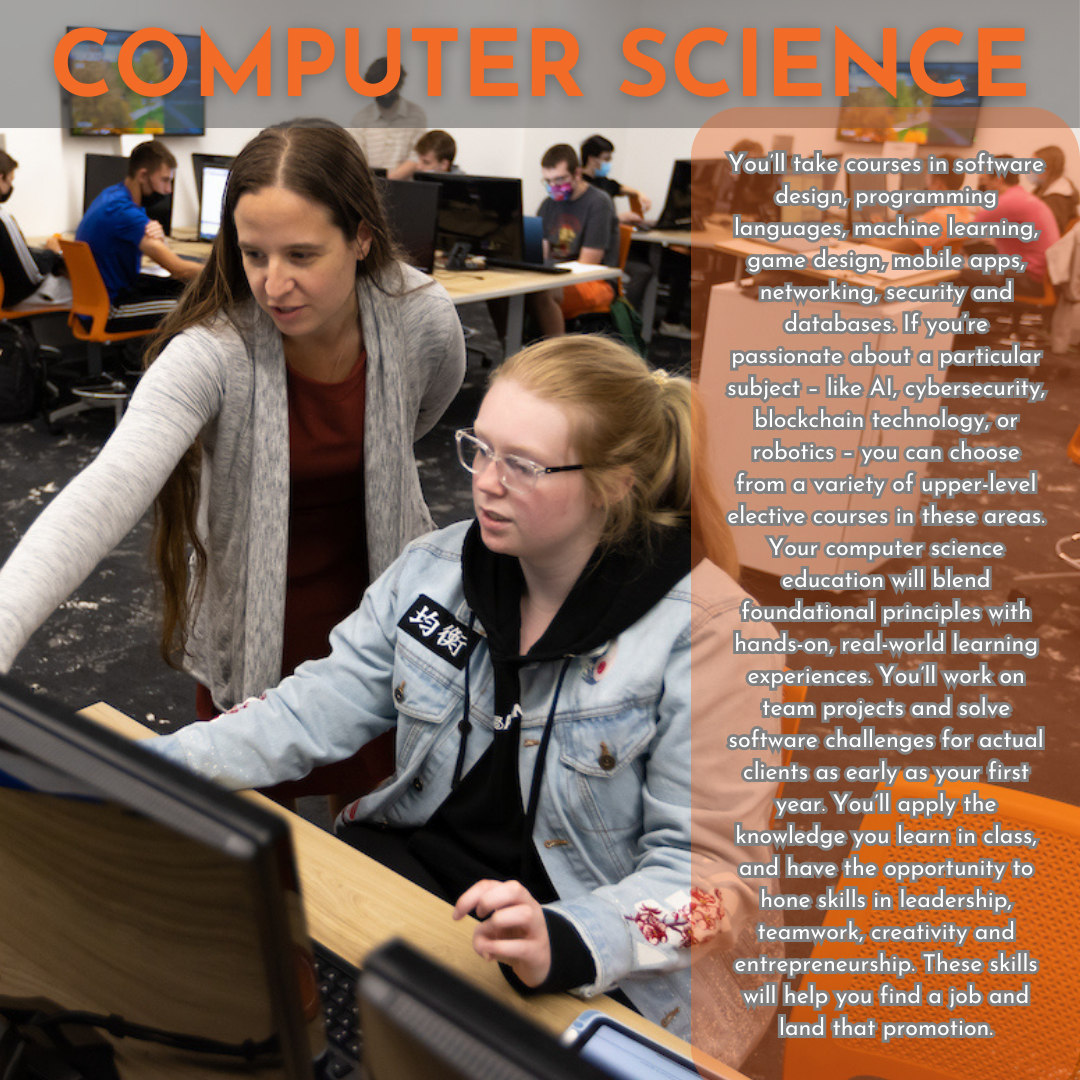 COMPUTER SCIENCE
You'll take courses in software
design, programming
languages, machine learning,
game design, mobile apps,
networking, security and
databases. If you're
passionate about a particular
subject – like AI, cybersecurity,
blockchain technology, or
robotics – you can choose
from a variety of upper-level
elective courses in these areas.
Your computer science
education will blend
foundational principles with
hands-on, real-world learning
experiences. You'll work on
team projects and solve
software challenges for actual
clients as early as your first
year. You'll apply the
knowledge you learn in class,
and have the opportunity to
hone skills in leadership,
teamwork, creativity and
entrepreneurship. These skills
will help you find a job and
land that promotion.
均衡